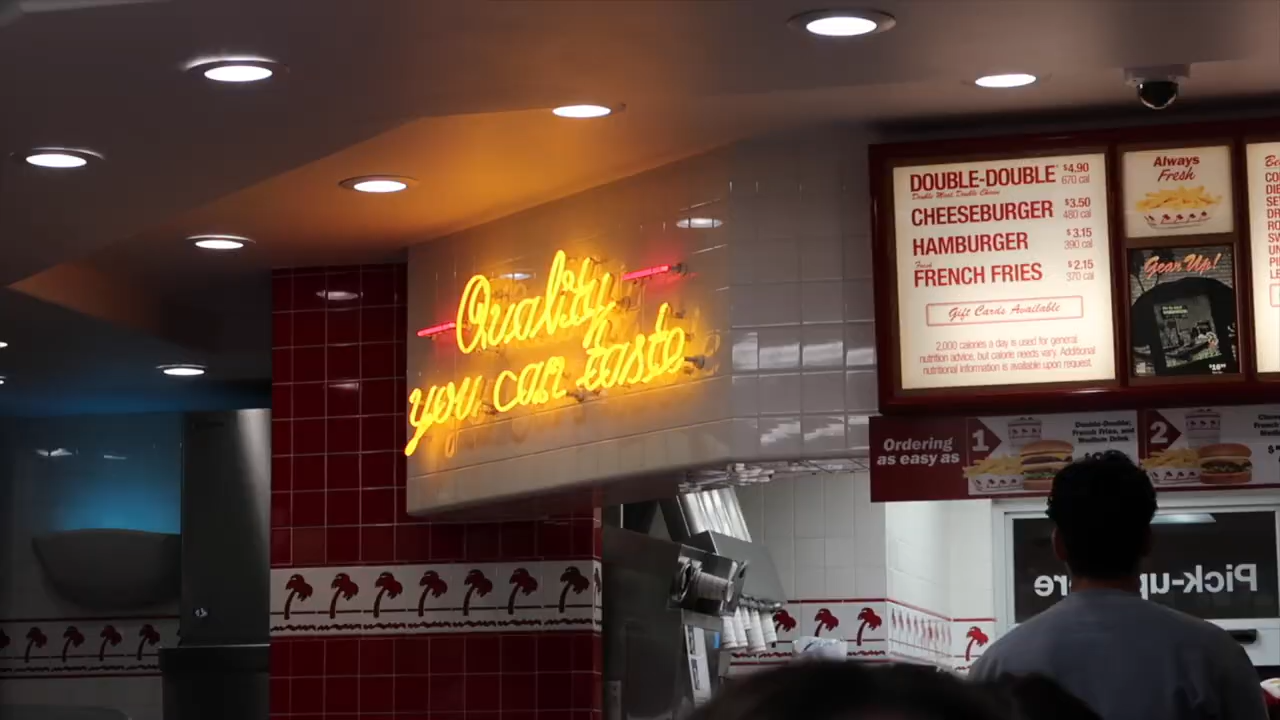 Quality
you can taste
DOUBLE-DOUBLE® $4.90
Double Meat Double Cheese 670 cal
CHEESEBURGER $3.50
480 cal
HAMBURGER $3.15
390 cal
Fresh
FRENCH FRIES $2.15
370 cal
Gift Cards Available
2,000 calories a day is used for general
nutrition advice, but calorie needs vary. Additional
nutritional information is available upon request.
Always
Fresh
Gear Up!
Ordering
as easy as
1
Double-Double,
French Fries, and
Medium Drink
2
Pick-up